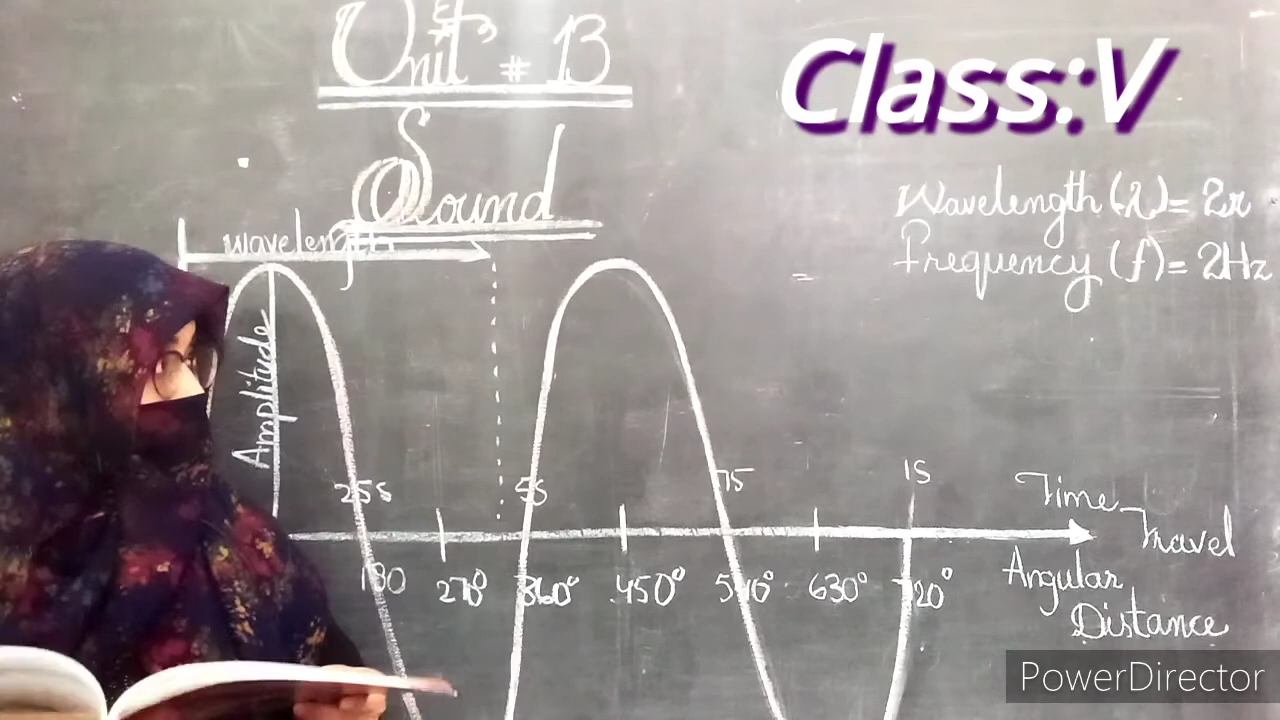 Unit # 13
Class:V
Sound
Wavelength (λ) = 2π
Frequency (f) = 2Hz
wavelength
Amplitude
25s 5s 75 1s
Time Travel
180 270° 360° 450° 540° 630° 720°
Angular Distance
PowerDirector